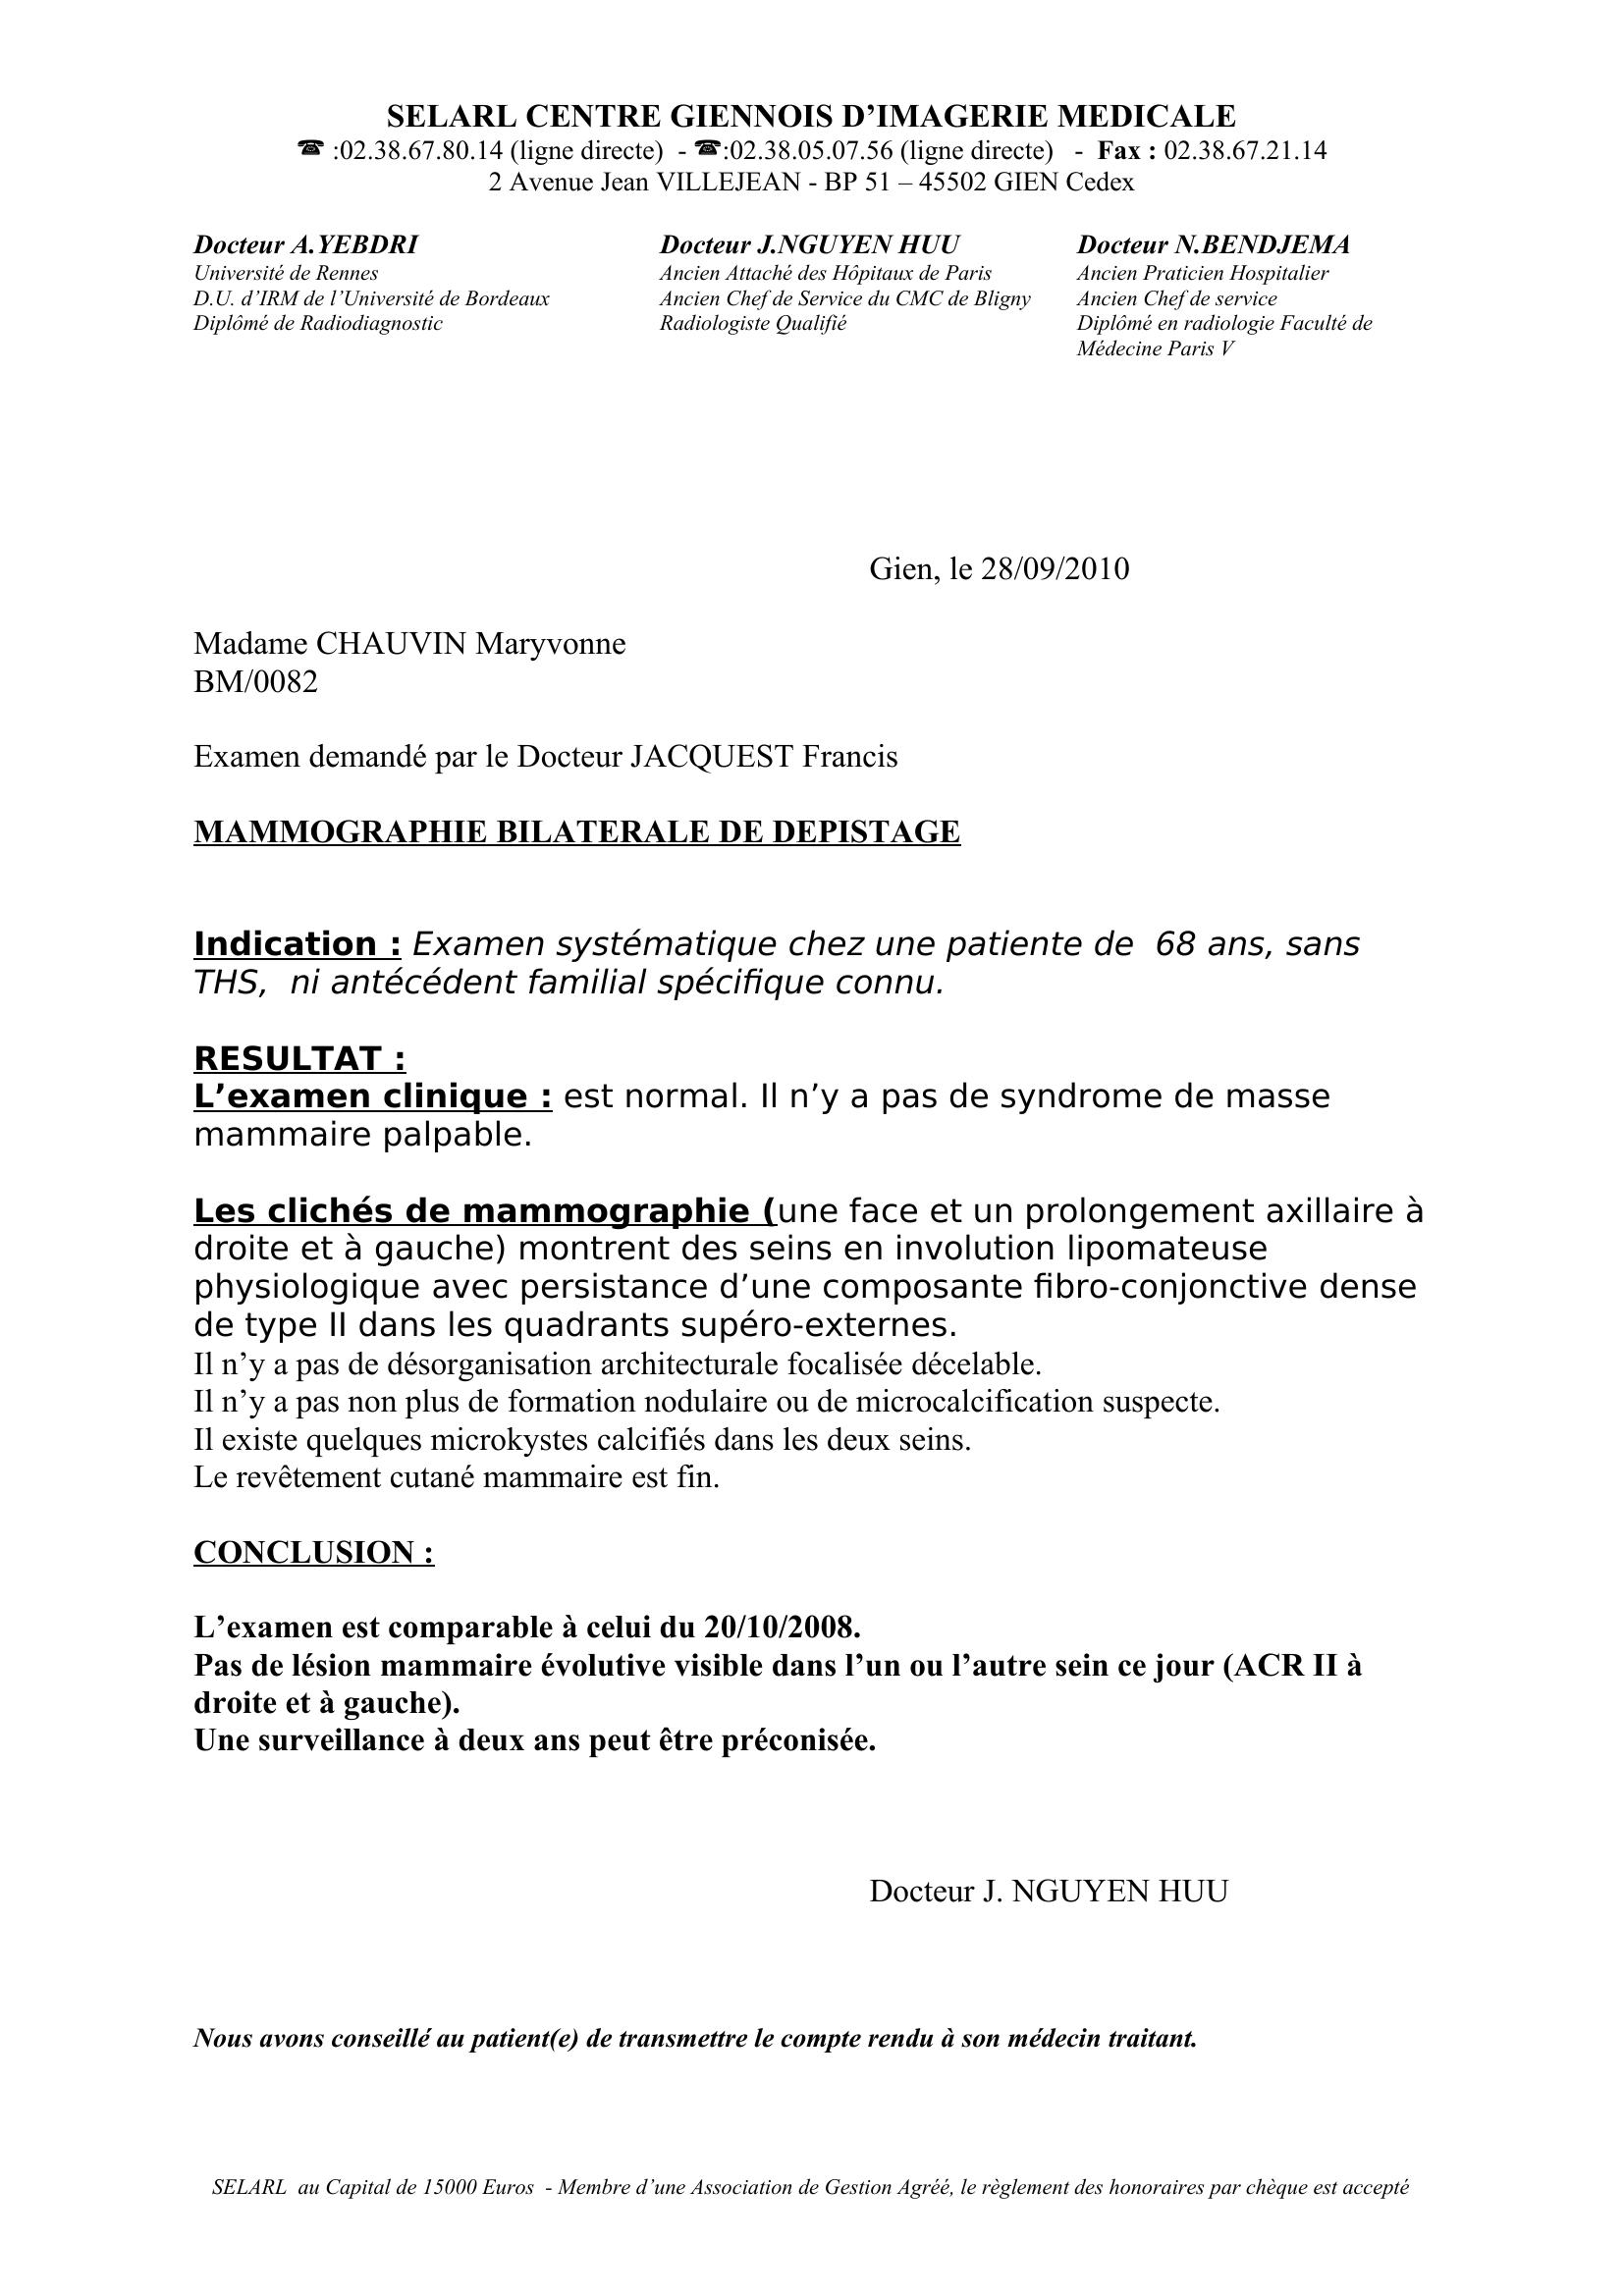 SELARL CENTRE GIENNOIS D’IMAGERIE MEDICALE
☎ :02.38.67.80.14 (ligne directe) - ☎:02.38.05.07.56 (ligne directe) - Fax : 02.38.67.21.14
2 Avenue Jean VILLEJEAN - BP 51 – 45502 GIEN Cedex
Docteur A.YEBDRI
Université de Rennes
D.U. d’IRM de l’Université de Bordeaux
Diplômé de Radiodiagnostic
Docteur J.NGUYEN HUU
Ancien Attaché des Hôpitaux de Paris
Ancien Chef de Service du CMC de Bligny
Radiologiste Qualifié
Docteur N.BENDJEMA
Ancien Praticien Hospitalier
Ancien Chef de service
Diplômé en radiologie Faculté de
Médecine Paris V
Gien, le 28/09/2010
Madame CHAUVIN Maryvonne
BM/0082
Examen demandé par le Docteur JACQUEST Francis
MAMMOGRAPHIE BILATERALE DE DEPISTAGE
Indication : Examen systématique chez une patiente de  68 ans, sans
THS,  ni antécédent familial spécifique connu.
RESULTAT :
L’examen clinique : est normal. Il n’y a pas de syndrome de masse
mammaire palpable.
Les clichés de mammographie (une face et un prolongement axillaire à
droite et à gauche) montrent des seins en involution lipomateuse
physiologique avec persistance d’une composante fibro-conjonctive dense
de type II dans les quadrants supéro-externes.
Il n’y a pas de désorganisation architecturale focalisée décelable.
Il n’y a pas non plus de formation nodulaire ou de microcalcification suspecte.
Il existe quelques microkystes calcifiés dans les deux seins.
Le revêtement cutané mammaire est fin.
CONCLUSION :
L’examen est comparable à celui du 20/10/2008.
Pas de lésion mammaire évolutive visible dans l’un ou l’autre sein ce jour (ACR II à
droite et à gauche).
Une surveillance à deux ans peut être préconisée.
Docteur J. NGUYEN HUU
Nous avons conseillé au patient(e) de transmettre le compte rendu à son médecin traitant.
SELARL  au Capital de 15000 Euros  - Membre d’une Association de Gestion Agréé, le règlement des honoraires par chèque est accepté